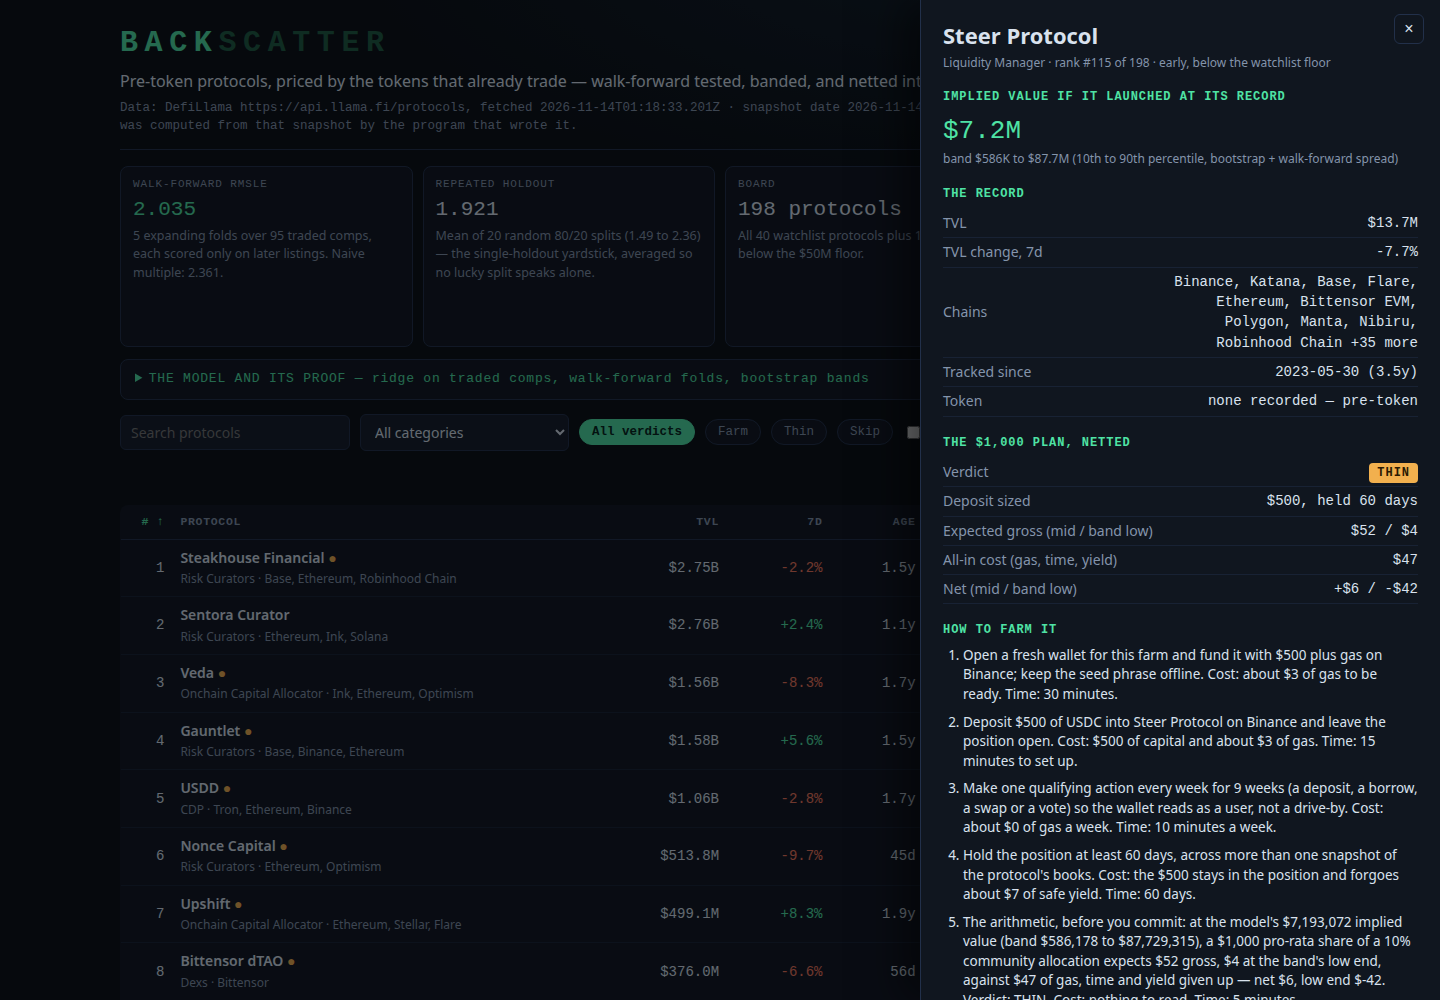 BACKSCATTER
Pre-token protocols, priced by the tokens that already trade — walk-forward tested, banded, and netted
Data: DefiLlama https://api.llama.fi/protocols, fetched 2026-11-14T01:18:33.201Z · snapshot date 2026-11-14
was computed from that snapshot by the program that wrote it.
WALK-FORWARD RMSLE
2.035
5 expanding folds over 95 traded comps,
each scored only on later listings. Naive
multiple: 2.361.
REPEATED HOLDOUT
1.921
Mean of 20 random 80/20 splits (1.49 to 2.36)
— the single-holdout yardstick, averaged so
no lucky split speaks alone.
BOARD
198 protocols
All 40 watchlist protocols plus
below the $50M floor.
▶ THE MODEL AND ITS PROOF — ridge on traded comps, walk-forward folds, bootstrap bands
Search protocols
All categories
All verdicts
Farm
Thin
Skip
# ↑ PROTOCOL TVL 7D AGE
1 Steakhouse Financial $2.75B -2.2% 1.5y
Risk Curators · Base, Ethereum, Robinhood Chain
2 Sentora Curator $2.76B +2.4% 1.1y
Risk Curators · Ethereum, Ink, Solana
3 Veda $1.56B -8.3% 1.7y
Onchain Capital Allocator · Ink, Ethereum, Optimism
4 Gauntlet $1.58B +5.6% 1.5y
Risk Curators · Base, Binance, Ethereum
5 USDD $1.06B -2.8% 1.7y
CDP · Tron, Ethereum, Binance
6 Nonce Capital $513.8M -9.7% 45d
Risk Curators · Ethereum, Optimism
7 Upshift $499.1M +8.3% 1.9y
Onchain Capital Allocator · Ethereum, Stellar, Flare
8 Bittensor dTAO $376.0M -6.6% 56d
Dexs · Bittensor
Steer Protocol
×
Liquidity Manager · rank #115 of 198 · early, below the watchlist floor
IMPLIED VALUE IF IT LAUNCHED AT ITS RECORD
$7.2M
band $586K to $87.7M (10th to 90th percentile, bootstrap + walk-forward spread)
THE RECORD
TVL $13.7M
TVL change, 7d -7.7%
Chains Binance, Katana, Base, Flare,
Ethereum, Bittensor EVM,
Polygon, Manta, Nibiru,
Robinhood Chain +35 more
Tracked since 2023-05-30 (3.5y)
Token none recorded — pre-token
THE $1,000 PLAN, NETTED
Verdict THIN
Deposit sized $500, held 60 days
Expected gross (mid / band low) $52 / $4
All-in cost (gas, time, yield) $47
Net (mid / band low) +$6 / -$42
HOW TO FARM IT
1. Open a fresh wallet for this farm and fund it with $500 plus gas on
Binance; keep the seed phrase offline. Cost: about $3 of gas to be
ready. Time: 30 minutes.
2. Deposit $500 of USDC into Steer Protocol on Binance and leave the
position open. Cost: $500 of capital and about $3 of gas. Time: 15
minutes to set up.
3. Make one qualifying action every week for 9 weeks (a deposit, a borrow,
a swap or a vote) so the wallet reads as a user, not a drive-by. Cost:
about $0 of gas a week. Time: 10 minutes a week.
4. Hold the position at least 60 days, across more than one snapshot of
the protocol's books. Cost: the $500 stays in the position and forgoes
about $7 of safe yield. Time: 60 days.
5. The arithmetic, before you commit: at the model's $7,193,072 implied
value (band $586,178 to $87,729,315), a $1,000 pro-rata share of a 10%
community allocation expects $52 gross, $4 at the band's low end,
against $47 of gas, time and yield given up — net $6, low end $-42.
Verdict: THIN. Cost: nothing to read. Time: 5 minutes.